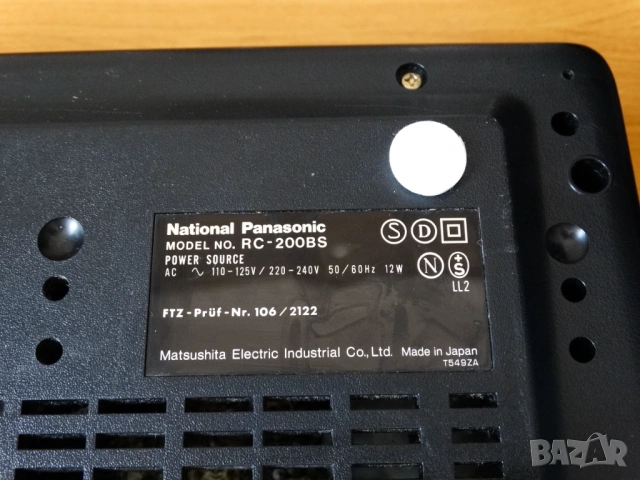 National Panasonic
MODEL NO. RC-200BS
POWER SOURCE
AC ∿ 110-125V/220-240V 50/60Hz 12W
S D
N +S
LL2
FTZ-Prüf-Nr. 106/2122
Matsushita Electric Industrial Co., Ltd. Made in Japan
T549ZA
BAZAR